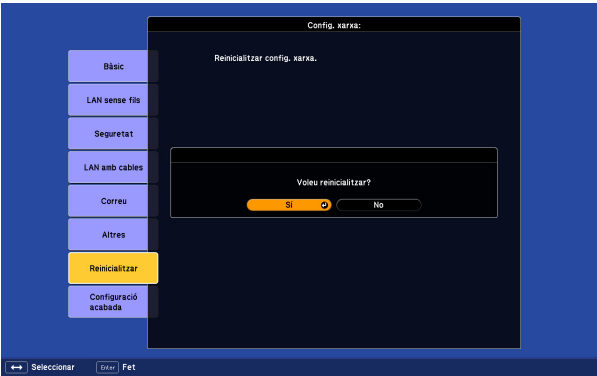 Config. xarxa:
Reinicialitzar config. xarxa.
Bàsic
LAN sense fils
Seguretat
LAN amb cables
Correu
Altres
Reinicialitzar
Configuració
acabada
Voleu reinicialitzar?
Sí
No
Seleccionar
Enter Fet